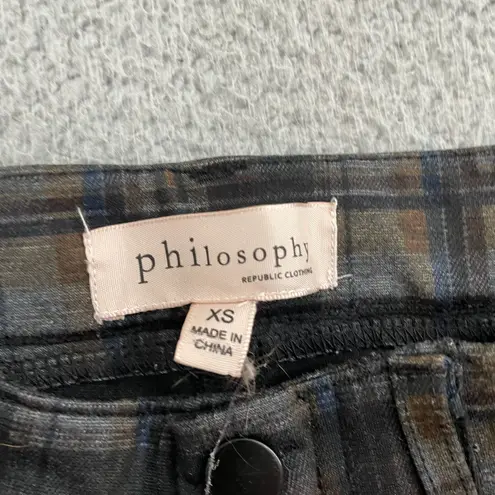 philosophy
REPUBLIC CLOTHING
XS
MADE IN
CHINA